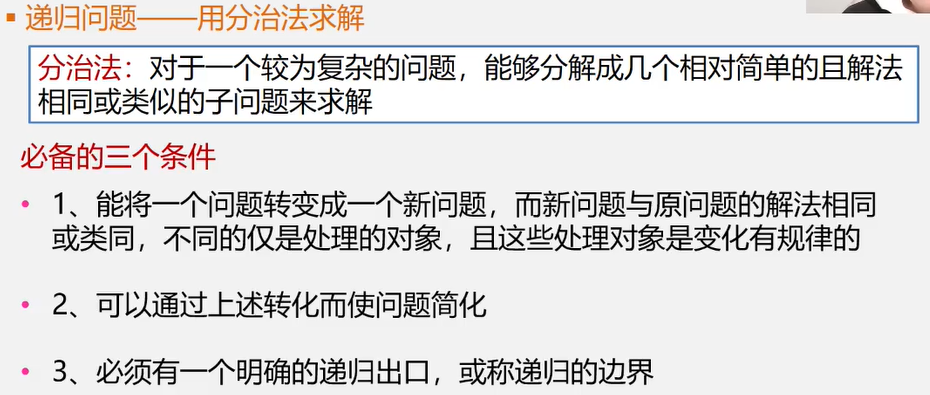 递归问题——用分治法求解
分治法：对于一个较为复杂的问题，能够分解成几个相对简单的且解法
相同或类似的子问题来求解
必备的三个条件
• 1、能将一个问题转变成一个新问题，而新问题与原问题的解法相同
或类同，不同的仅是处理的对象，且这些处理对象是变化有规律的
• 2、可以通过上述转化而使问题简化
• 3、必须有一个明确的递归出口，或称递归的边界